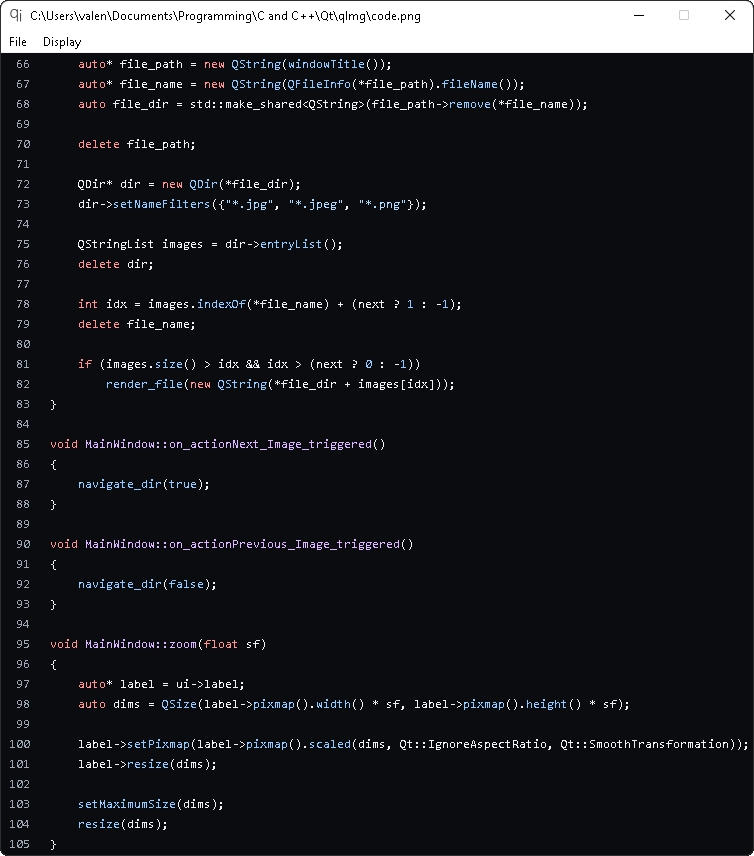 qi C:\Users\valen\Documents\Programming\C and C++\Qt\qImg\code.png
File Display
66 auto* file_path = new QString(windowTitle());
67 auto* file_name = new QString(QFileInfo(*file_path).fileName());
68 auto file_dir = std::make_shared<QString>(file_path->remove(*file_name));
69
70 delete file_path;
71
72 QDir* dir = new QDir(*file_dir);
73 dir->setNameFilters({"*.jpg", "*.jpeg", "*.png"});
74
75 QStringList images = dir->entryList();
76 delete dir;
77
78 int idx = images.indexOf(*file_name) + (next ? 1 : -1);
79 delete file_name;
80
81 if (images.size() > idx && idx > (next ? 0 : -1))
82 render_file(new QString(*file_dir + images[idx]));
83 }
84
85 void MainWindow::on_actionNext_Image_triggered()
86 {
87 navigate_dir(true);
88 }
89
90 void MainWindow::on_actionPrevious_Image_triggered()
91 {
92 navigate_dir(false);
93 }
94
95 void MainWindow::zoom(float sf)
96 {
97 auto* label = ui->label;
98 auto dims = QSize(label->pixmap().width() * sf, label->pixmap().height() * sf);
99
100 label->setPixmap(label->pixmap().scaled(dims, Qt::IgnoreAspectRatio, Qt::SmoothTransformation));
101 label->resize(dims);
102
103 setMaximumSize(dims);
104 resize(dims);
105 }